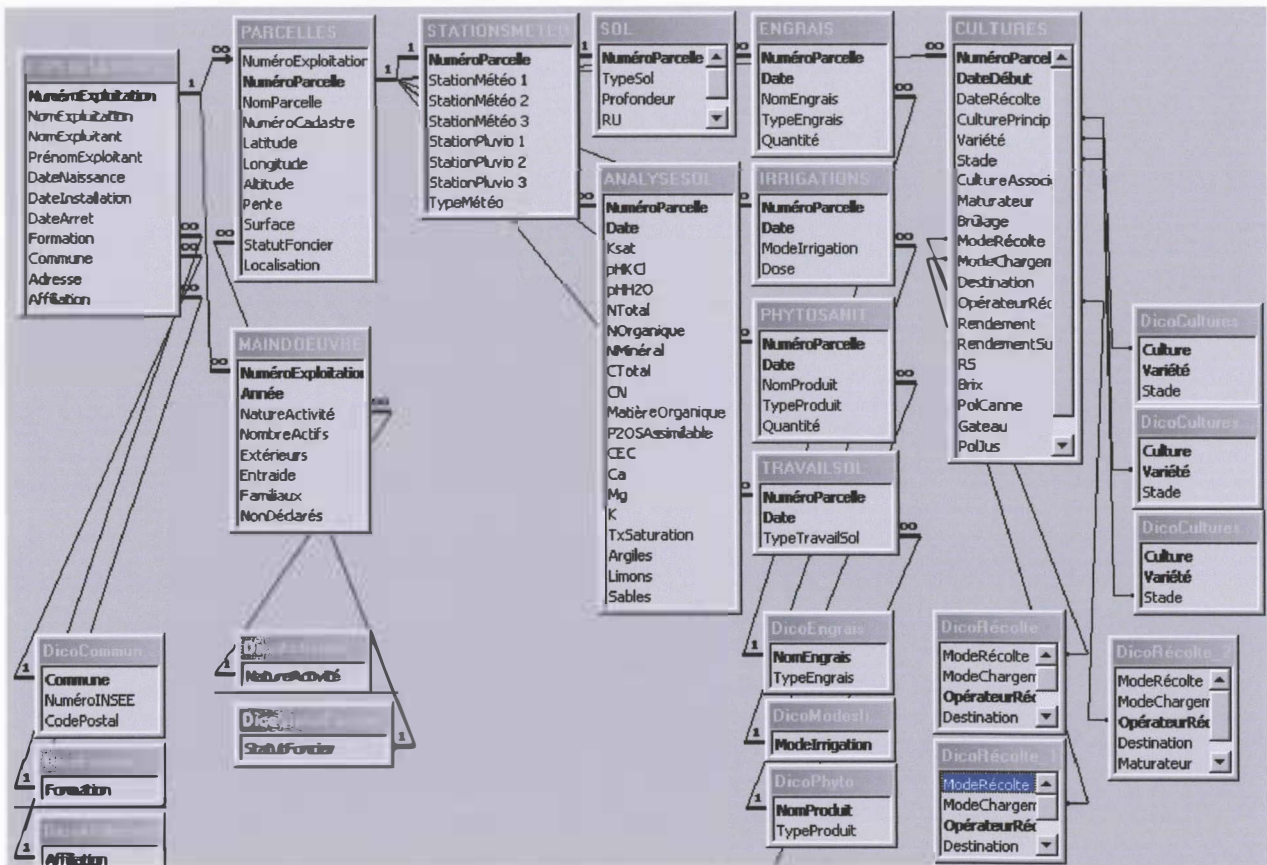 NuméroExploitation
NomExploitation
NomExploitant
PrénomExploitant
DateNaissance
DateInstallation
DateArret
Formation
Commune
Adresse
Affiliation
PARCELLES
NuméroExploitation
NuméroParcelle
NomParcelle
NuméroCadastre
Latitude
Longitude
Altitude
Pente
Surface
StatutFoncier
Localisation
MAINDOEUVRE
NuméroExploitation
Année
NatureActivité
NombreActifs
Extérieurs
Entraide
Familiaux
NonDéclarés
STATIONSMETEO
NuméroParcelle
StationMétéo 1
StationMétéo 2
StationMétéo 3
StationPluvio 1
StationPluvio 2
StationPluvio 3
TypeMétéo
SOL
NuméroParcelle
TypeSol
Profondeur
RU
ANALYSESOL
NuméroParcelle
Date
Ksat
pHKCl
pHH2O
NTotal
NOrganique
NMinéral
CTotal
CN
MatièreOrganique
P2O5Assimilable
CEC
Ca
Mg
K
TxSaturation
Argiles
Limons
Sables
ENGRAIS
NuméroParcelle
Date
NomEngrais
TypeEngrais
Quantité
IRRIGATIONS
NuméroParcelle
Date
ModeIrrigation
Dose
PHYTOSANIT
NuméroParcelle
Date
NomProduit
TypeProduit
Quantité
TRAVAILSOL
NuméroParcelle
Date
TypeTravailSol
CULTURES
NuméroParcel
DateDébut
DateRécolte
CulturePrincip
Variété
Stade
CultureAssoci
Maturateur
Brûlage
ModeRécolte
ModeChargem
Destination
OpérateurRéc
Rendement
RendementSu
RS
Brix
PolCanne
Gateau
PolJus
DicoCultures
Culture
Variété
Stade
DicoCultures
Culture
Variété
Stade
DicoCultures
Culture
Variété
Stade
DicoCommun...
Commune
NuméroINSEE
CodePostal
Formation
Affiliation
NatureActivité
StatutFoncier
DicoEngrais
NomEngrais
TypeEngrais
DicoModesIr...
ModeIrrigation
DicoPhyto
NomProduit
TypeProduit
DicoRécolte
ModeRécolte
ModeChargem
OpérateurRéc
Destination
DicoRécolte_1
ModeRécolte
ModeChargem
OpérateurRéc
Destination
DicoRécolte_2
ModeRécolte
ModeChargem
OpérateurRéc
Destination
Maturateur